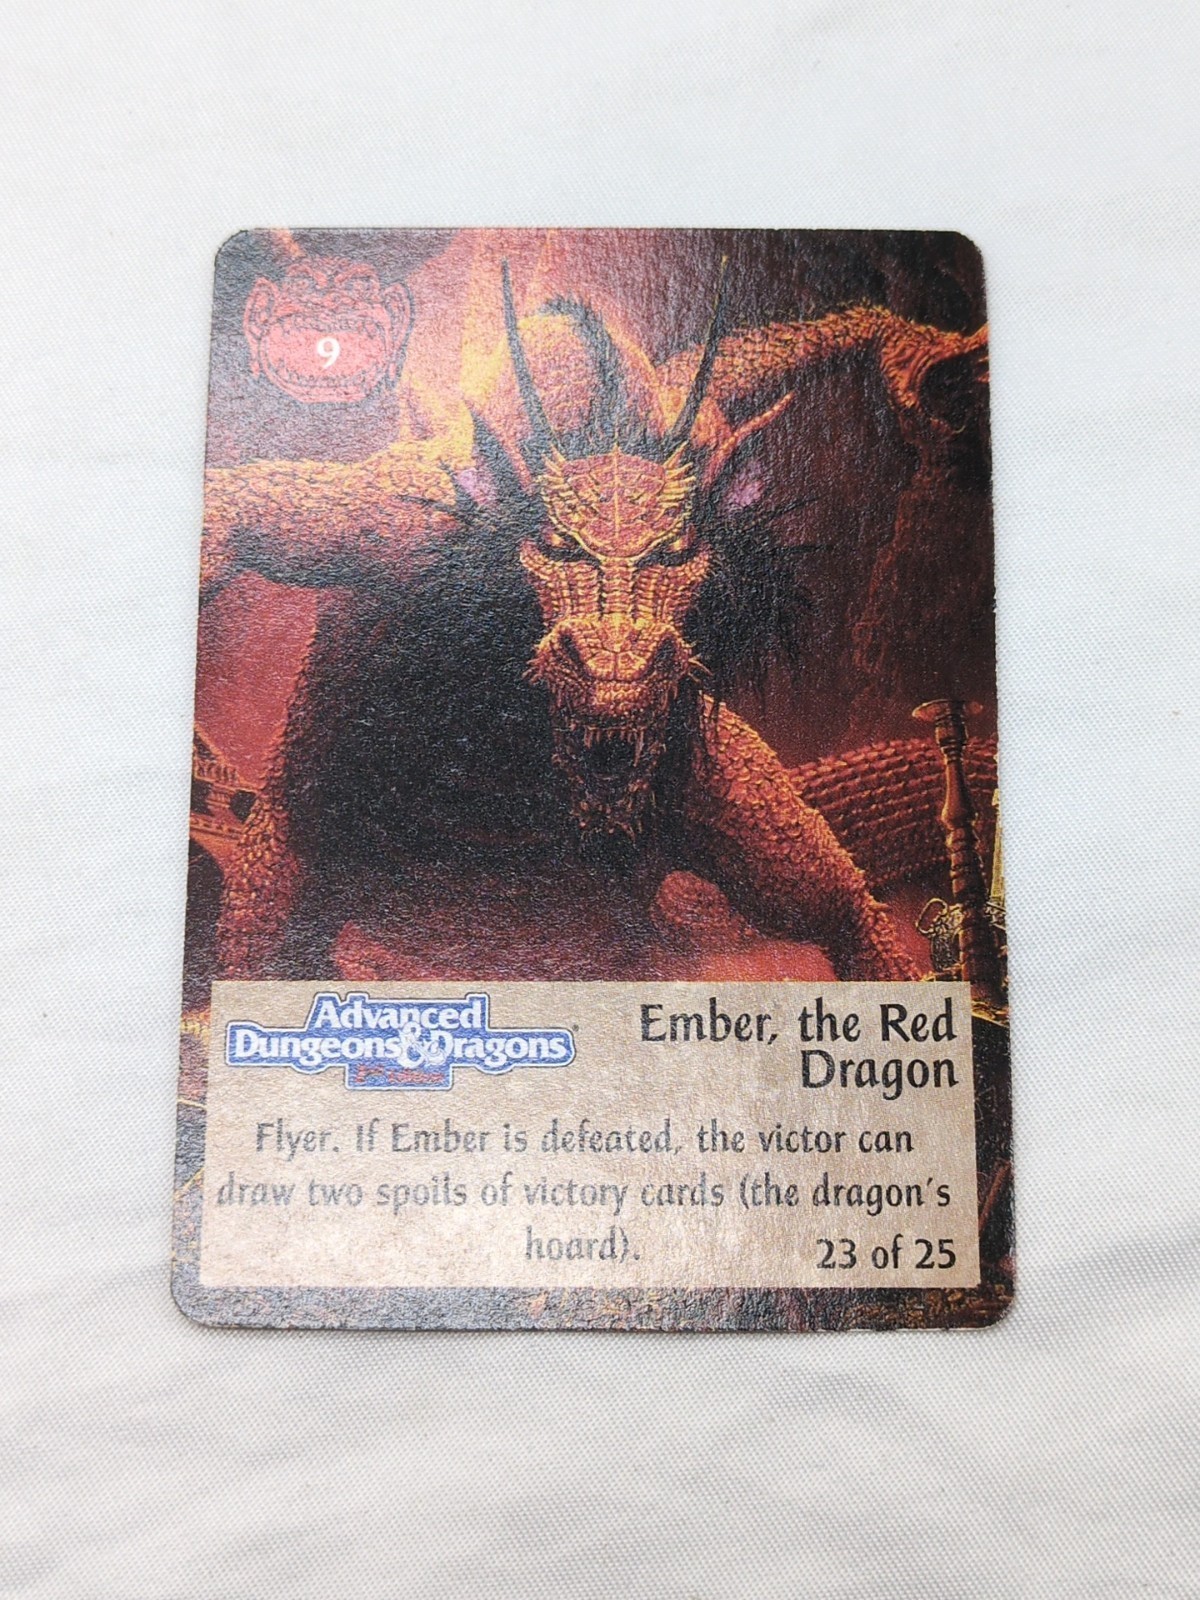 9
Advanced
Dungeons & Dragons®
Ember, the Red
Dragon
Flyer. If Ember is defeated, the victor can
draw two spoils of victory cards (the dragon's
hoard).
23 of 25